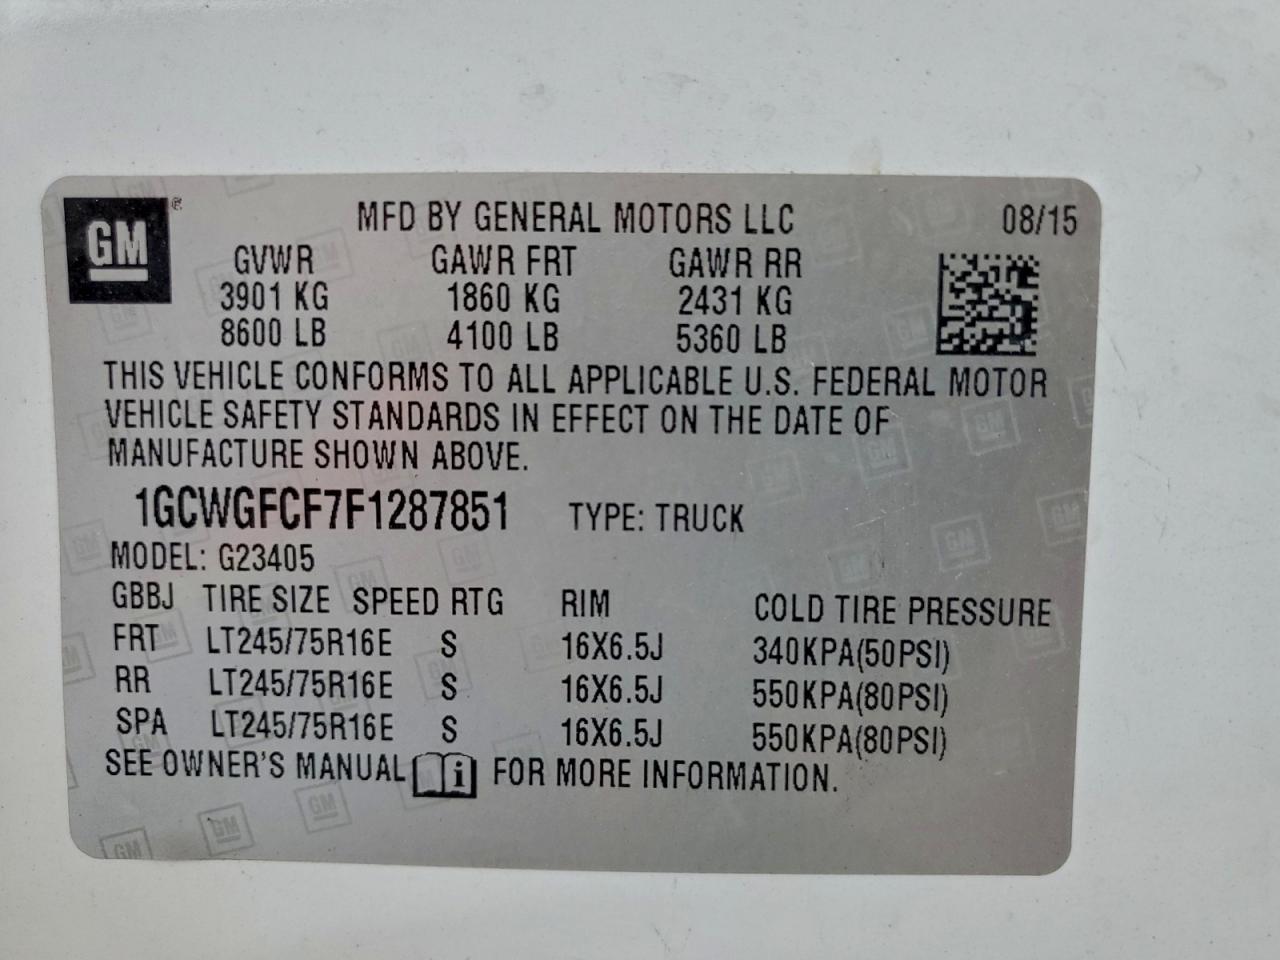 GM
MFD BY GENERAL MOTORS LLC 08/15
GVWR GAWR FRT GAWR RR
3901 KG 1860 KG 2431 KG
8600 LB 4100 LB 5360 LB
THIS VEHICLE CONFORMS TO ALL APPLICABLE U.S. FEDERAL MOTOR
VEHICLE SAFETY STANDARDS IN EFFECT ON THE DATE OF
MANUFACTURE SHOWN ABOVE.
1GCWGFCF7F1287851 TYPE: TRUCK
MODEL: G23405
GBBJ TIRE SIZE SPEED RTG RIM COLD TIRE PRESSURE
FRT LT245/75R16E S 16X6.5J 340KPA(50PSI)
RR LT245/75R16E S 16X6.5J 550KPA(80PSI)
SPA LT245/75R16E S 16X6.5J 550KPA(80PSI)
SEE OWNER'S MANUAL i FOR MORE INFORMATION.